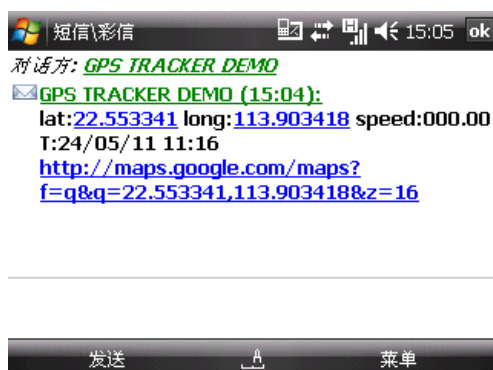 短信\彩信 15:05 ok
对话方: GPS TRACKER DEMO
GPS TRACKER DEMO (15:04):
lat:22.553341 long:113.903418 speed:000.00
T:24/05/11 11:16
http://maps.google.com/maps?
f=q&q=22.553341,113.903418&z=16
发送 A 菜单